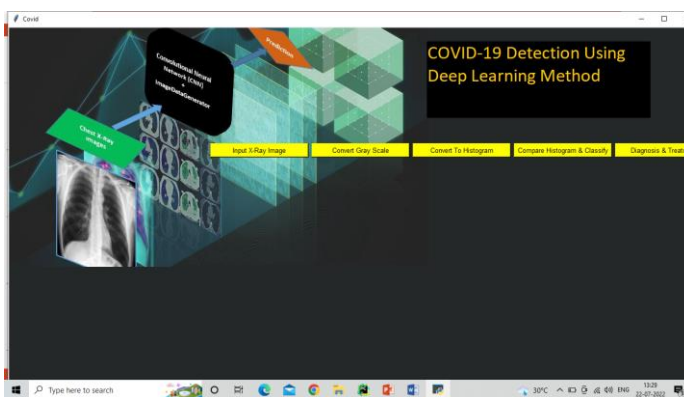 Covid
Prediction
COVID-19 Detection Using
Deep Learning Method
Convolutional Neural
Network (CNN)
+
ImageDataGenerator
Chest X-Ray
Images
Input X-Ray Image
Convert Gray Scale
Convert To Histogram
Compare Histogram & Classify
Diagnosis & Treat
Type here to search
30°C
ENG
13:20
22-07-2022